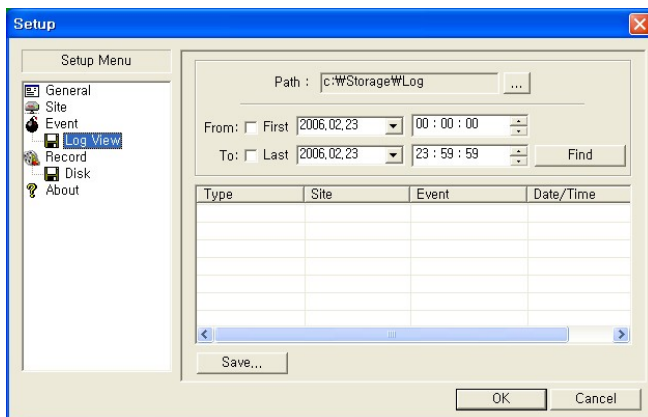 Setup
Setup Menu
General
Site
Event
Log View
Record
Disk
About
Path : c:₩Storage₩Log ...
From: First 2006,02,23 00 : 00 : 00
To: Last 2006,02,23 23 : 59 : 59 Find
Type Site Event Date/Time
Save,,,
OK Cancel